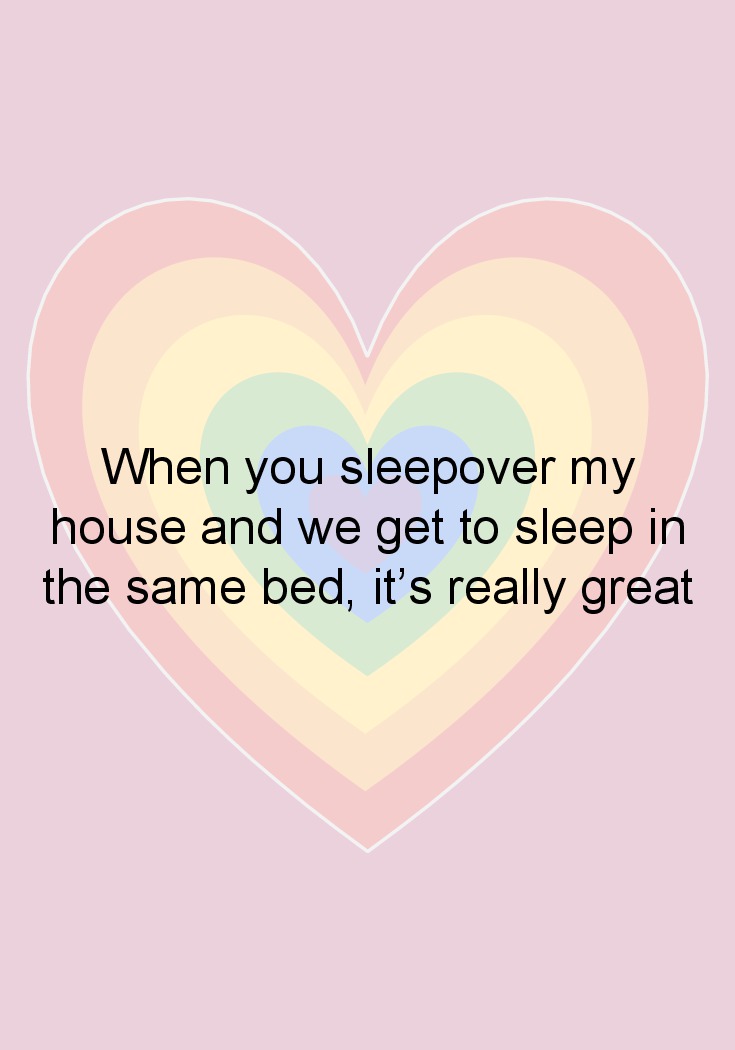 When you sleepover my
house and we get to sleep in
the same bed, it’s really great